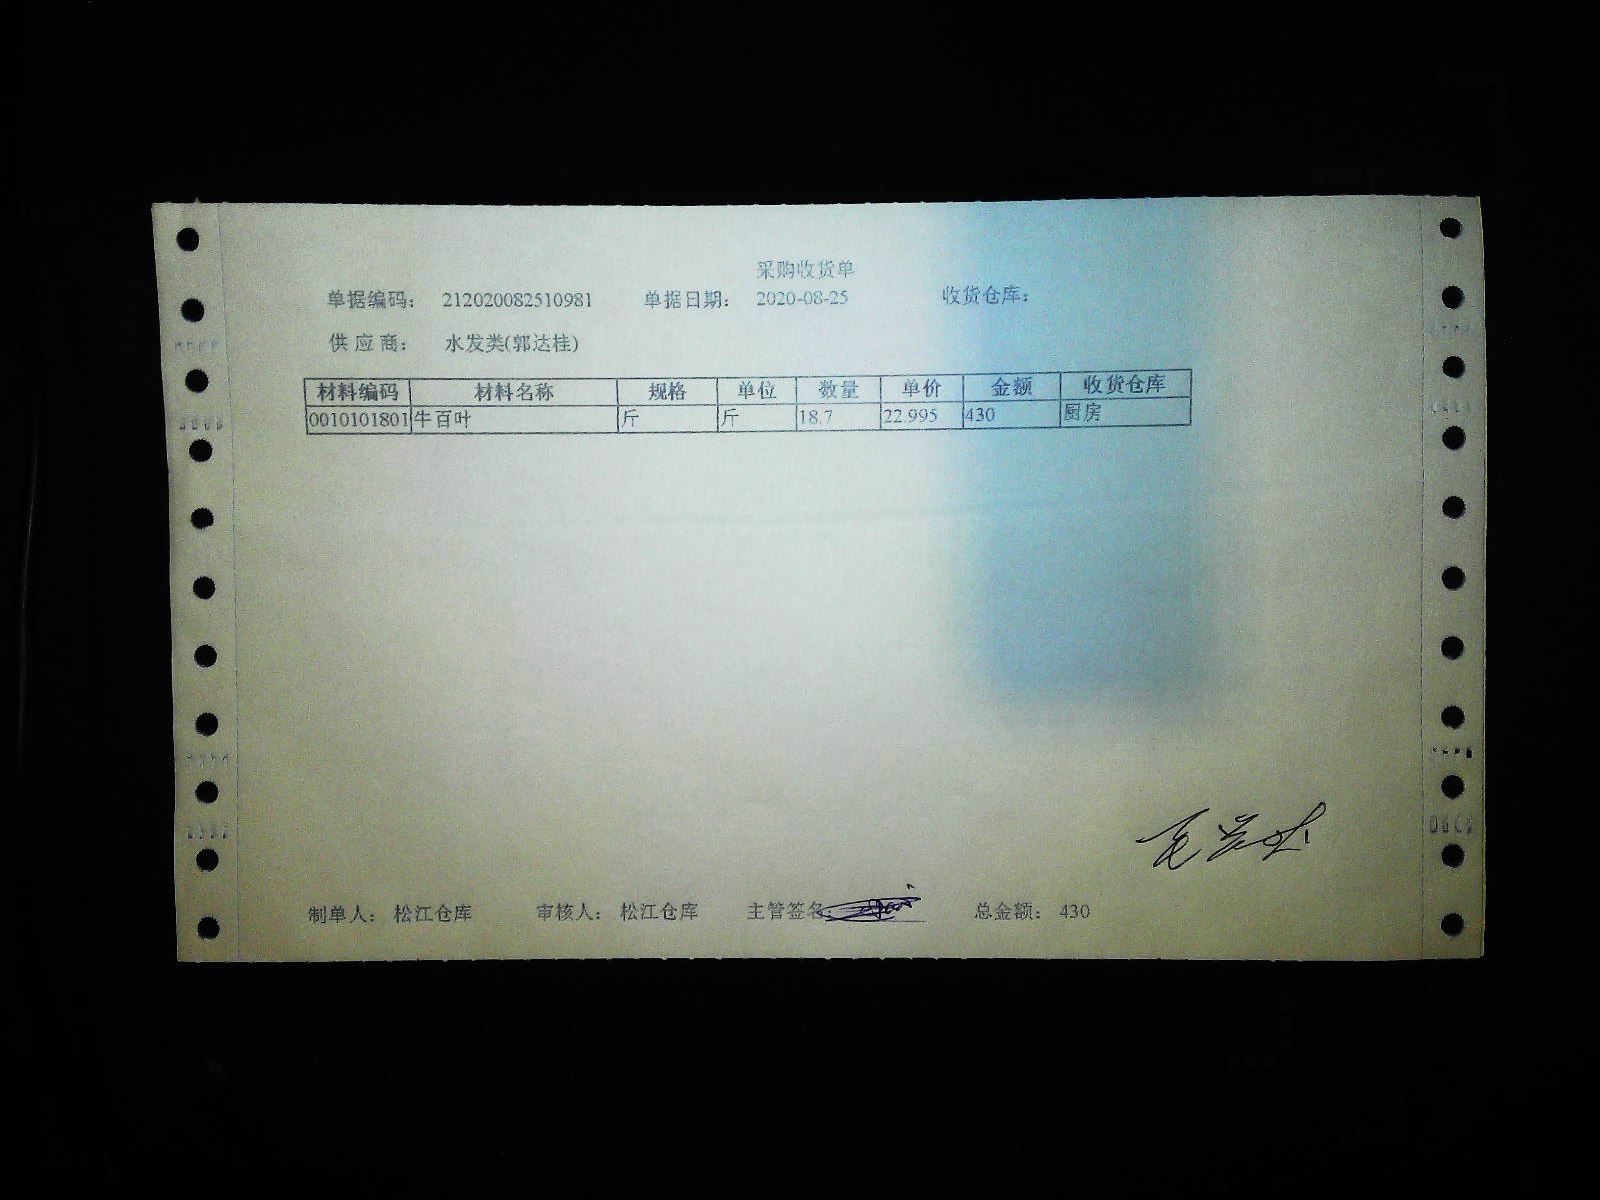 采购收货单
单据编码: 212020082510981 单据日期: 2020-08-25 收货仓库:
供应商: 水发类(郭达桂)
材料编码 材料名称 规格 单位 数量 单价 金额 收货仓库
0010101801 牛百叶 斤 斤 18.7 22.995 430 厨房
制单人: 松江仓库 审核人: 松江仓库 主管签名: 总金额: 430